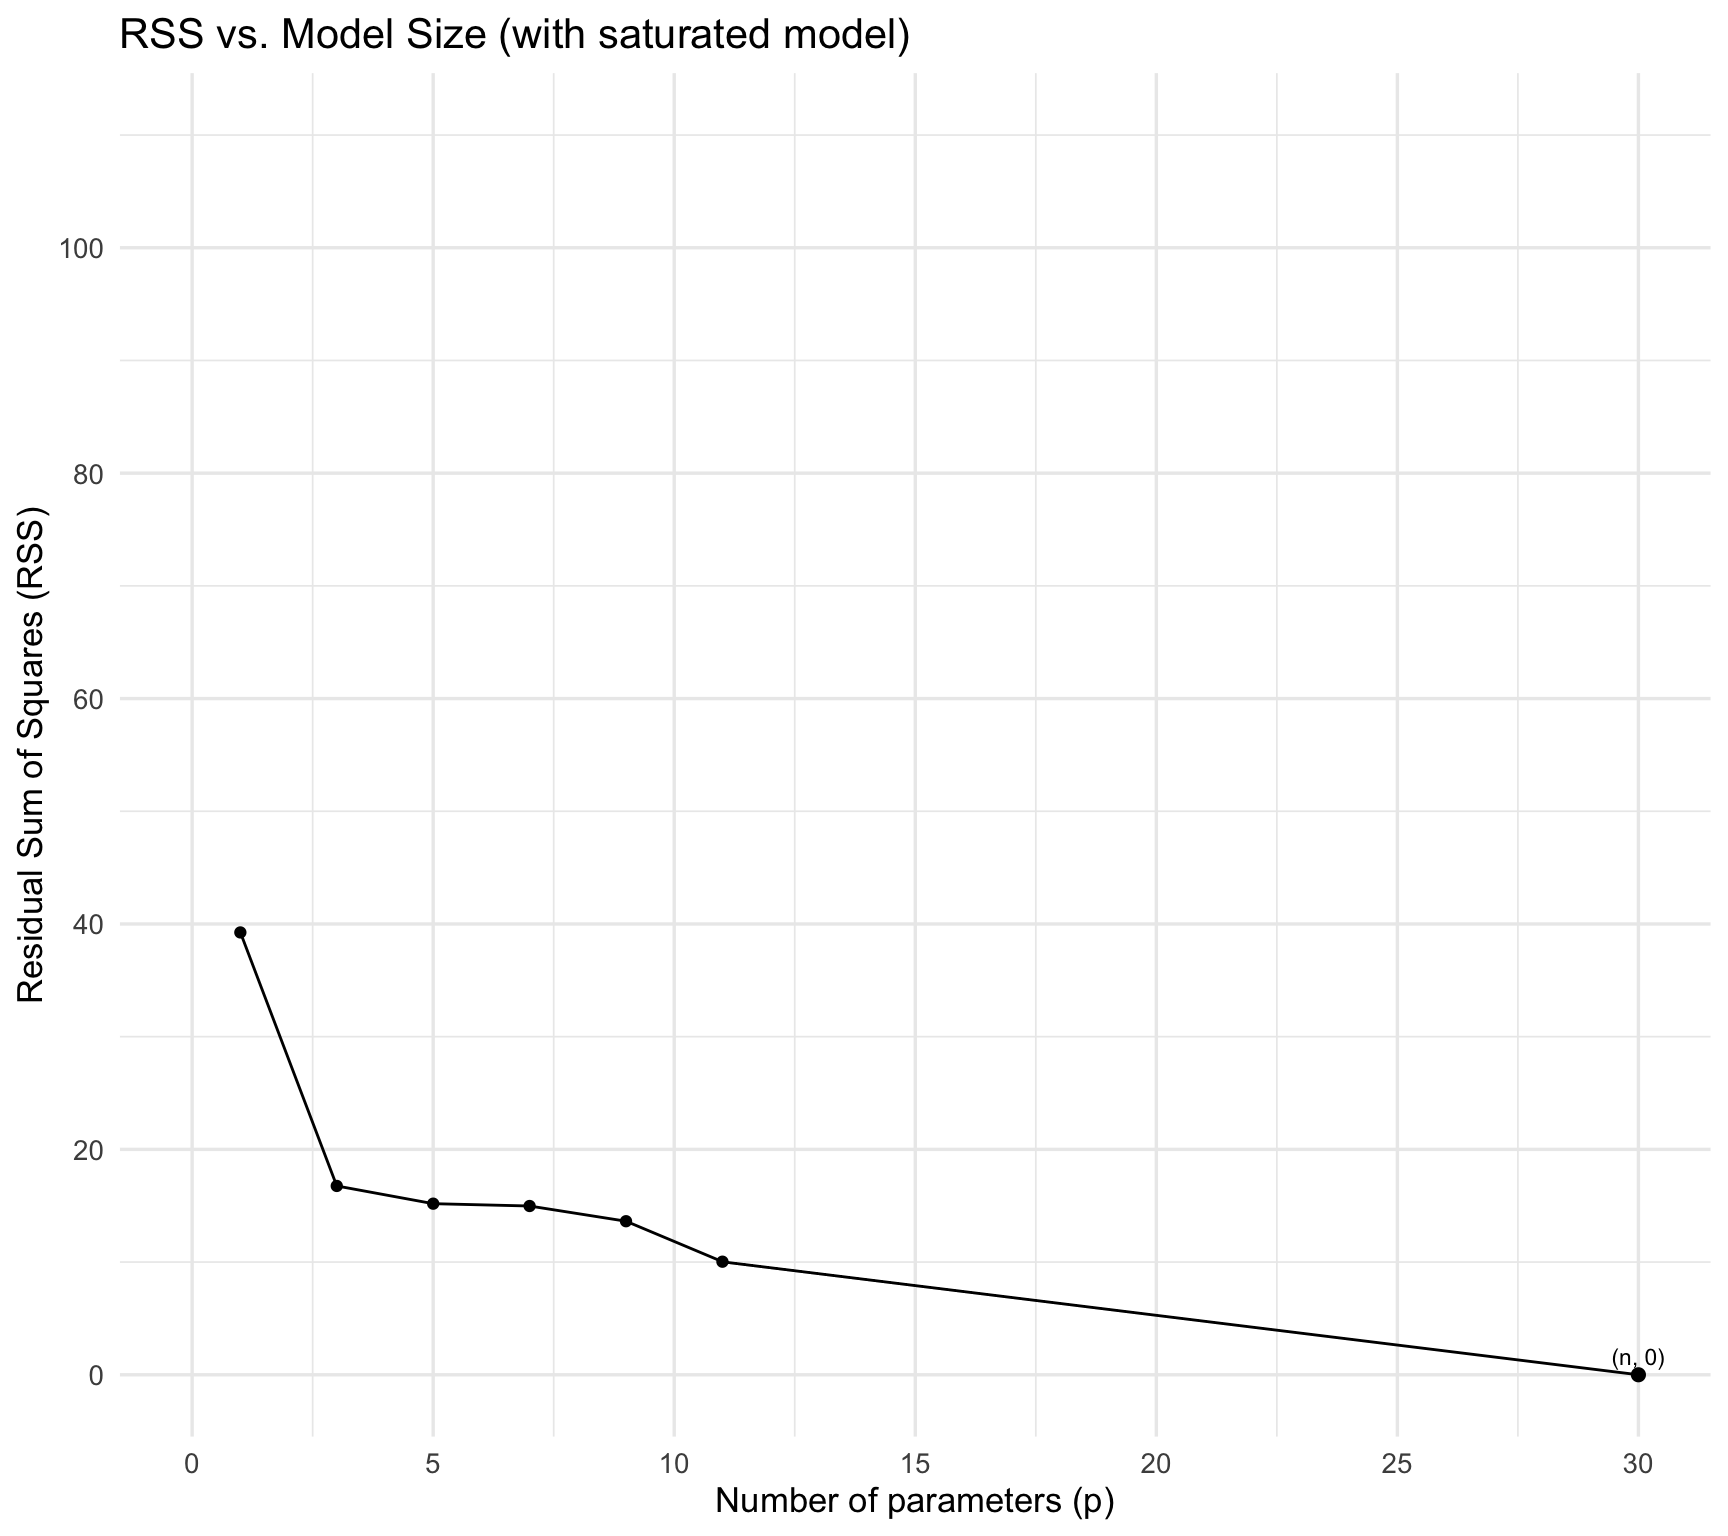 RSS vs. Model Size (with saturated model)
Residual Sum of Squares (RSS)
100
80
60
40
20
0
(n, 0)
0 5 10 15 20 25 30
Number of parameters (p)